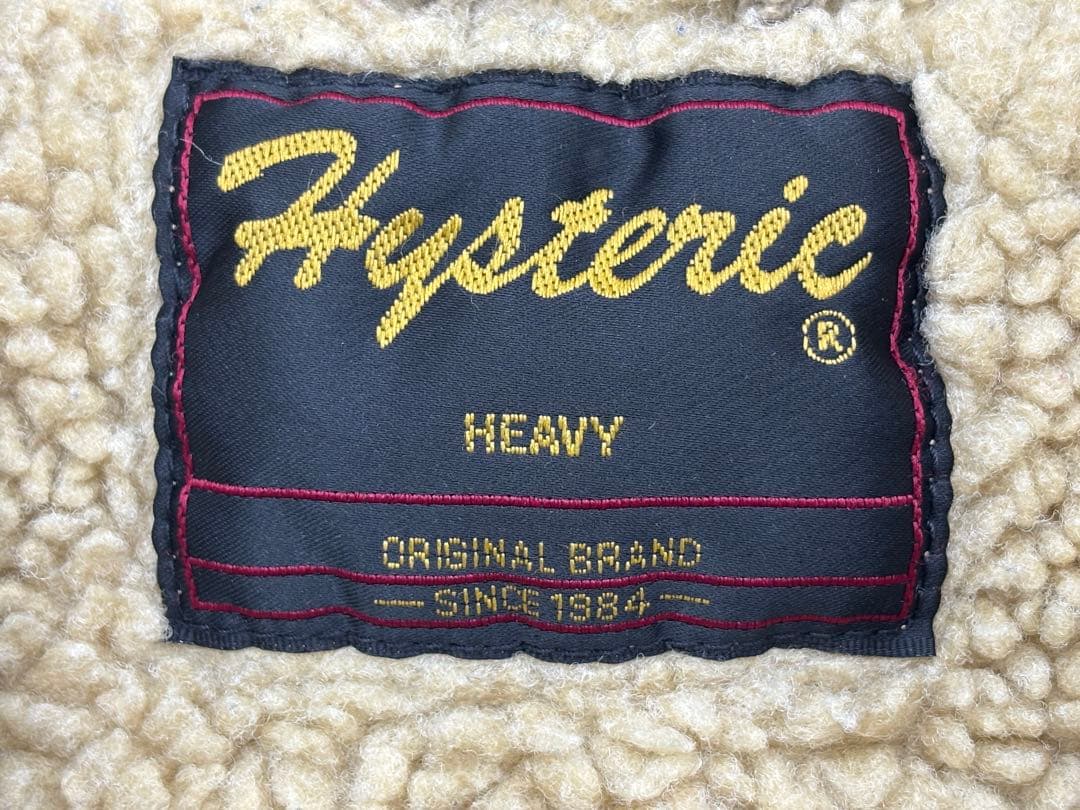 Hysteric
®
HEAVY
ORIGINAL BRAND
— SINCE 1984 —